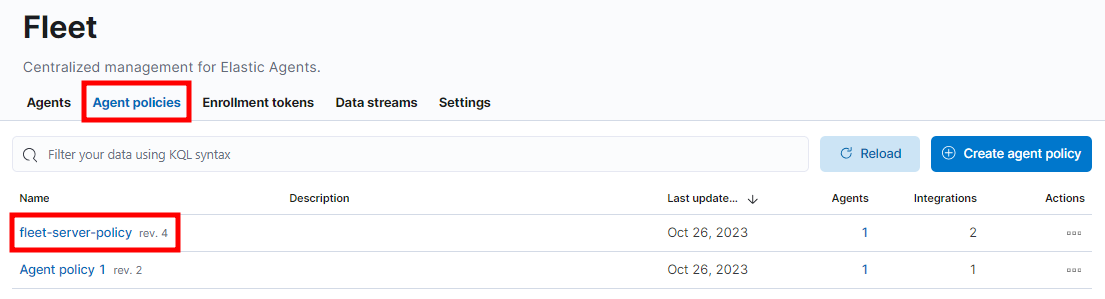 Fleet
Centralized management for Elastic Agents.
Agents Agent policies Enrollment tokens Data streams Settings
Filter your data using KQL syntax Reload Create agent policy
Name Description Last update... Agents Integrations Actions
fleet-server-policy rev. 4 Oct 26, 2023 1 2
Agent policy 1 rev. 2 Oct 26, 2023 1 1